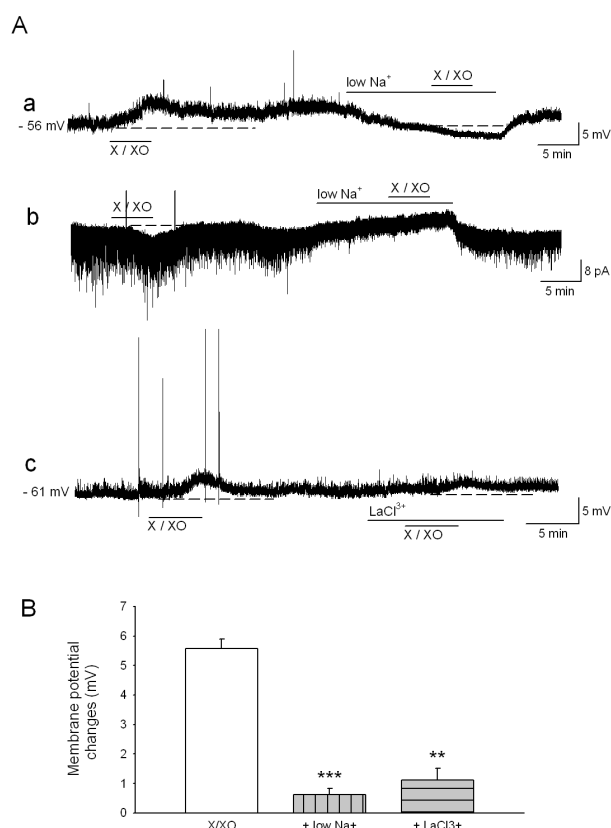 A
low Na+
X / XO
a
- 56 mV
X / XO
5 mV
5 min
X / XO
low Na+
X / XO
b
8 pA
5 min
c
- 61 mV
X / XO
LaCl3+
X / XO
5 mV
5 min
B
Membrane potential
changes (mV)
7
6
5
4
3
2
1
0
***
**
X/XO
+ low Na+
+ LaCl3+